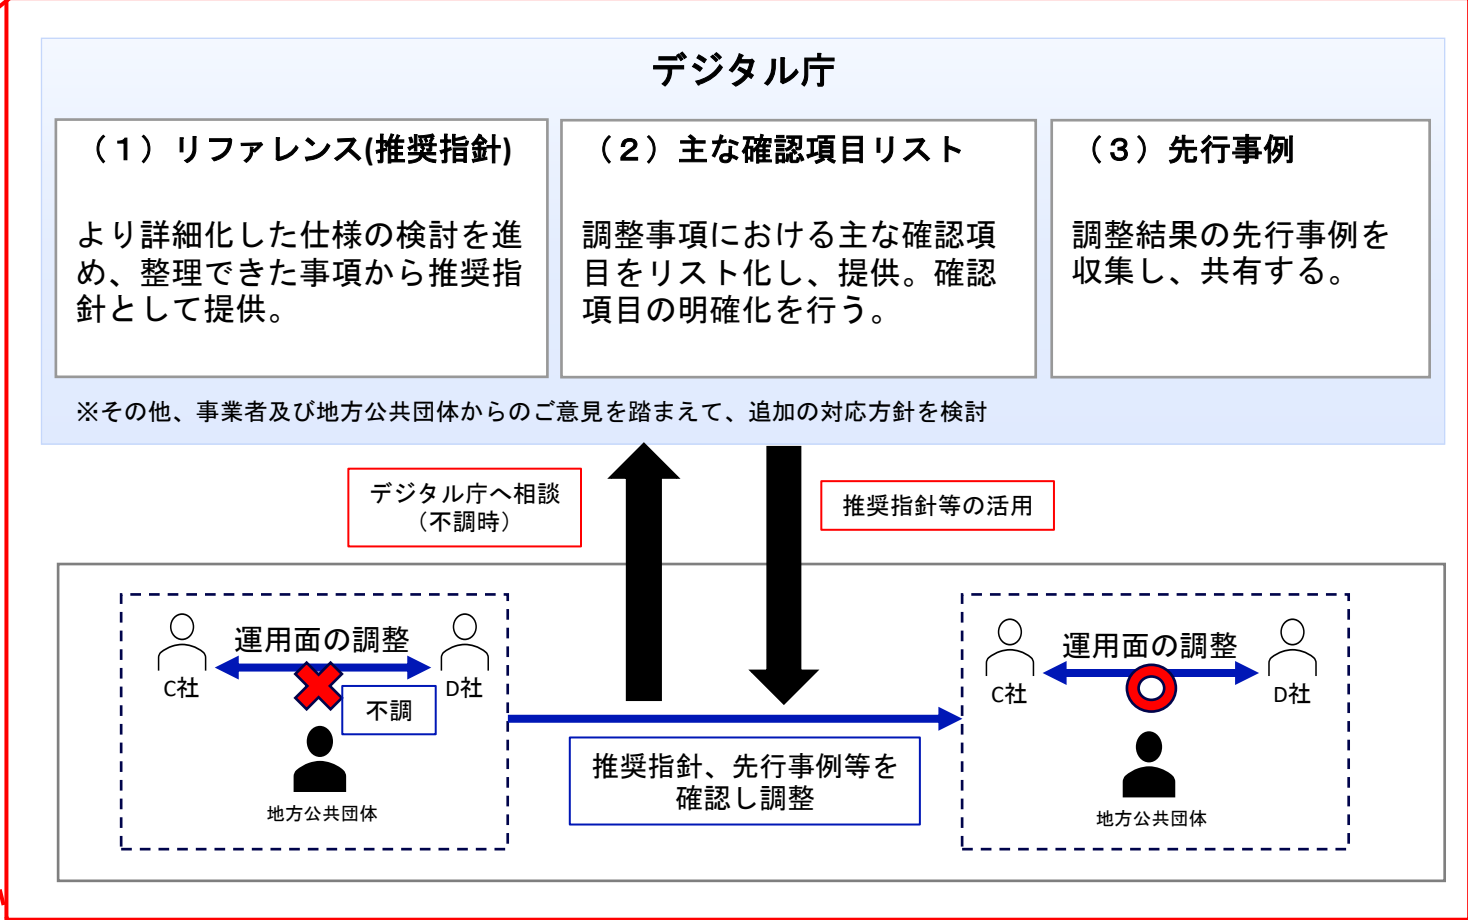 デジタル庁
（１）リファレンス(推奨指針)
より詳細化した仕様の検討を進
め、整理できた事項から推奨指
針として提供。
（２）主な確認項目リスト
調整事項における主な確認項
目をリスト化し、提供。確認
項目の明確化を行う。
（３）先行事例
調整結果の先行事例を
収集し、共有する。
※その他、事業者及び地方公共団体からのご意見を踏まえて、追加の対応方針を検討
デジタル庁へ相談
（不調時）
推奨指針等の活用
運用面の調整
C社
D社
不調
地方公共団体
推奨指針、先行事例等を
確認し調整
運用面の調整
C社
D社
地方公共団体